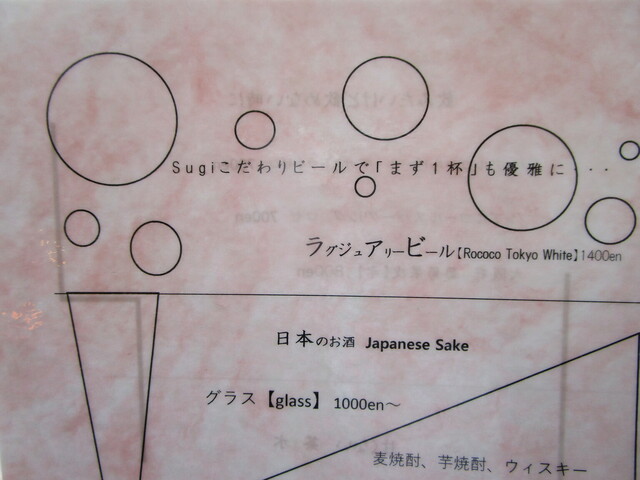 Sugiこだわりビールで「まず1杯」も優雅に・・・
ラグジュアリービール【Rococo Tokyo White】1400en
日本のお酒 Japanese Sake
グラス【glass】 1000en～
麦焼酎、芋焼酎、ウィスキー